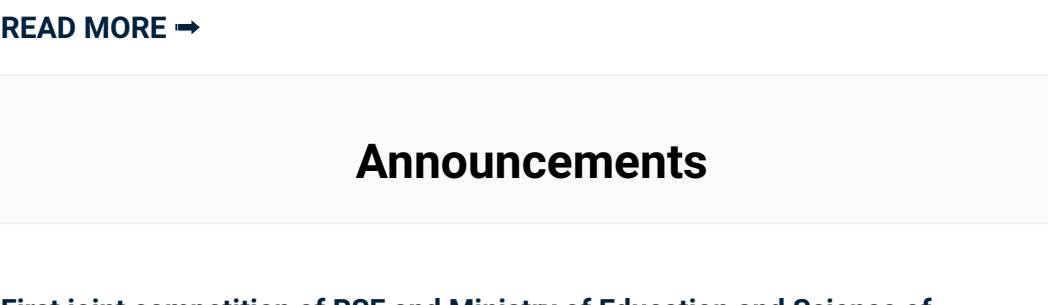 READ MORE ➡
Announcements
First joint competition of RSF and Ministry of Education and Science of